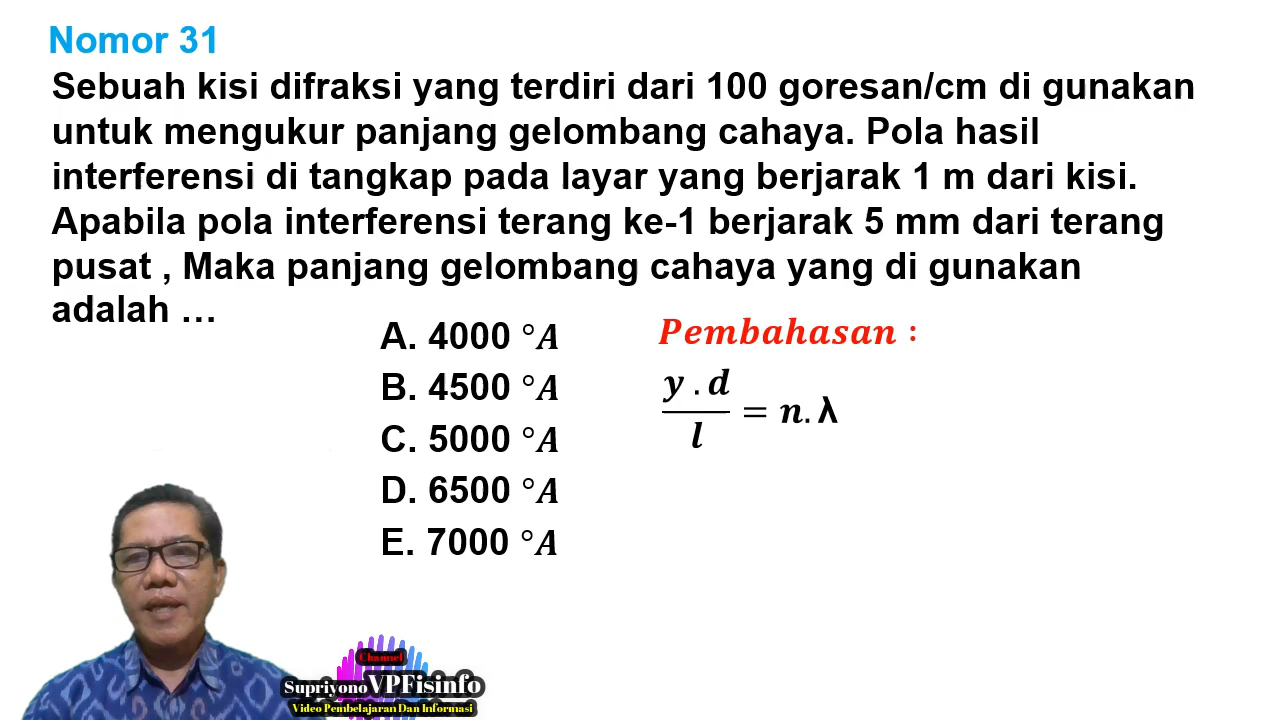 Nomor 31
Sebuah kisi difraksi yang terdiri dari 100 goresan/cm di gunakan
untuk mengukur panjang gelombang cahaya. Pola hasil
interferensi di tangkap pada layar yang berjarak 1 m dari kisi.
Apabila pola interferensi terang ke-1 berjarak 5 mm dari terang
pusat , Maka panjang gelombang cahaya yang di gunakan
adalah ...
A. 4000 °A
B. 4500 °A
C. 5000 °A
D. 6500 °A
E. 7000 °A
Pembahasan :
y . d
l
= n. λ
Channel
SupriyonoVPFisinfo
Video Pembelajaran Dan Informasi